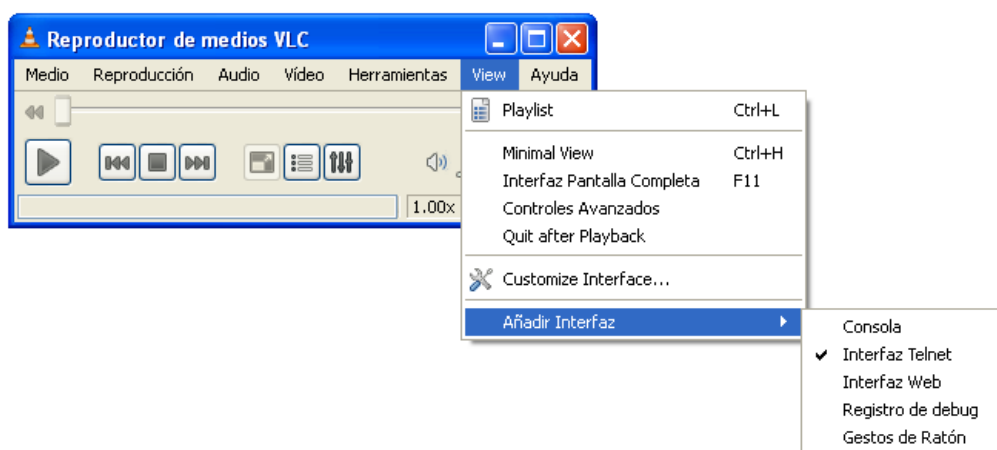 Reproductor de medios VLC
Medio Reproducción Audio Vídeo Herramientas View Ayuda
Playlist Ctrl+L
Minimal View Ctrl+H
Interfaz Pantalla Completa F11
Controles Avanzados
1.00x
Quit after Playback
Customize Interface...
Añadir Interfaz
Consola
Interfaz Telnet
Interfaz Web
Registro de debug
Gestos de Ratón